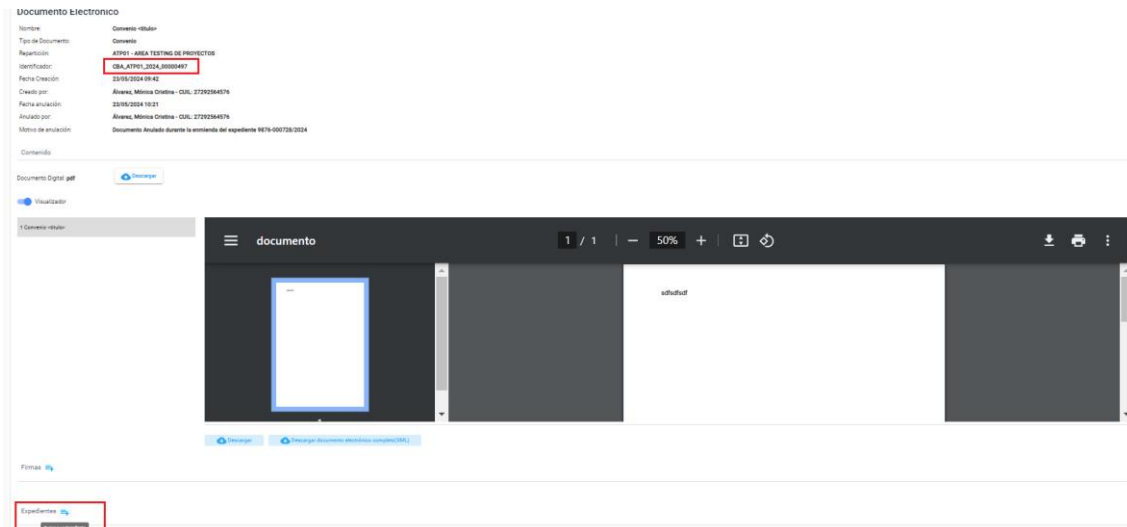 Documento Electronico
Nombre: Convenio <titulo>
Tipo de Documento: Convenio
Repartición: ATP01 - AREA TESTING DE PROYECTOS
Identificador: CBA_ATP01_2024_00000497
Fecha Creación: 23/05/2024 09:42
Creado por: Álvarez, Mónica Cristina - CUIL: 27292564576
Fecha anulación: 23/05/2024 10:21
Anulado por: Álvarez, Mónica Cristina - CUIL: 27292564576
Motivo de anulación: Documento Anulado durante la enmienda del expediente 9876-000728/2024
Contenido
Documento Digital: pdf Descargar
Visualizador
1 Convenio <titulo>
documento 1 / 1 50%
sdfsdfsdf
Descargar Descargar documento electrónico completo(XML)
Firmas
Expedientes